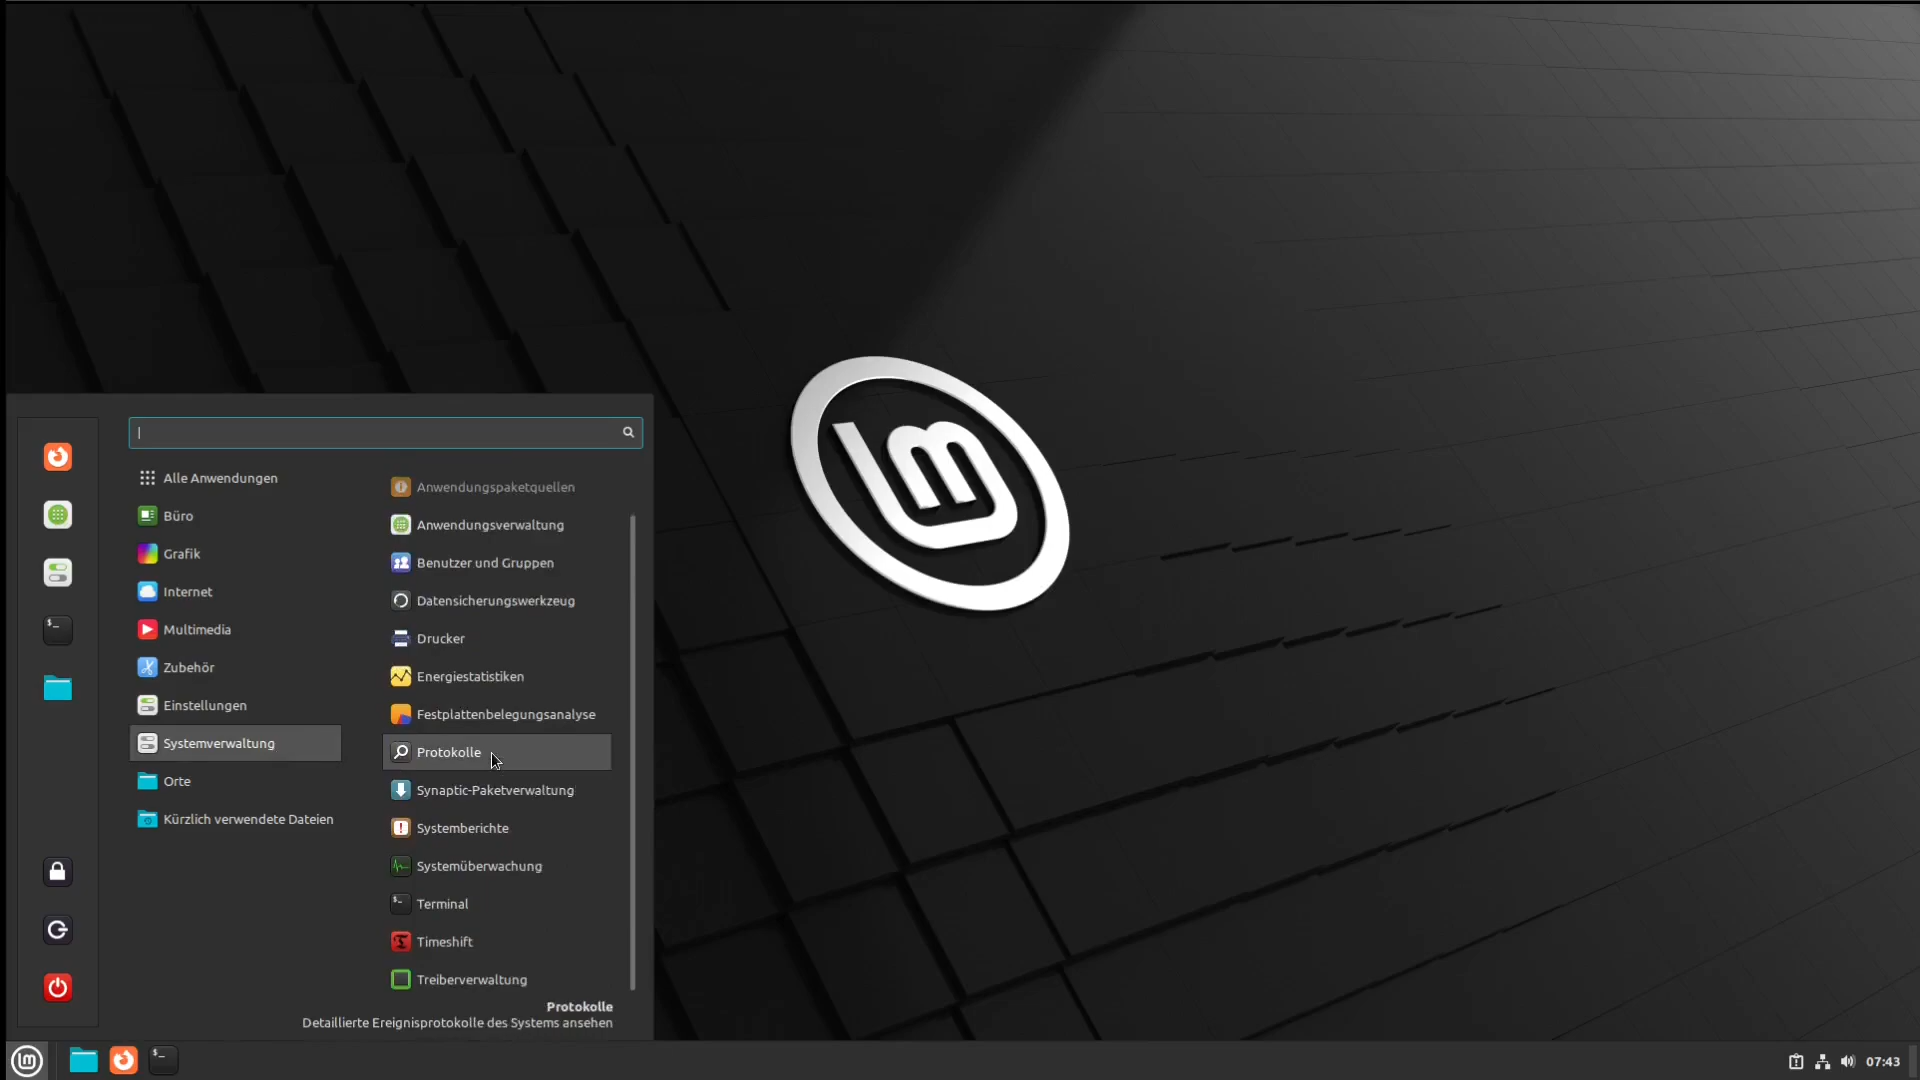 Alle Anwendungen
Büro
Grafik
Internet
Multimedia
Zubehör
Einstellungen
Systemverwaltung
Orte
Kürzlich verwendete Dateien
Anwendungspaketquellen
Anwendungsverwaltung
Benutzer und Gruppen
Datensicherungswerkzeug
Drucker
Energiestatistiken
Festplattenbelegungsanalyse
Protokolle
Synaptic-Paketverwaltung
Systemberichte
Systemüberwachung
Terminal
Timeshift
Treiberverwaltung
Protokolle
Detaillierte Ereignisprotokolle des Systems ansehen
07:43